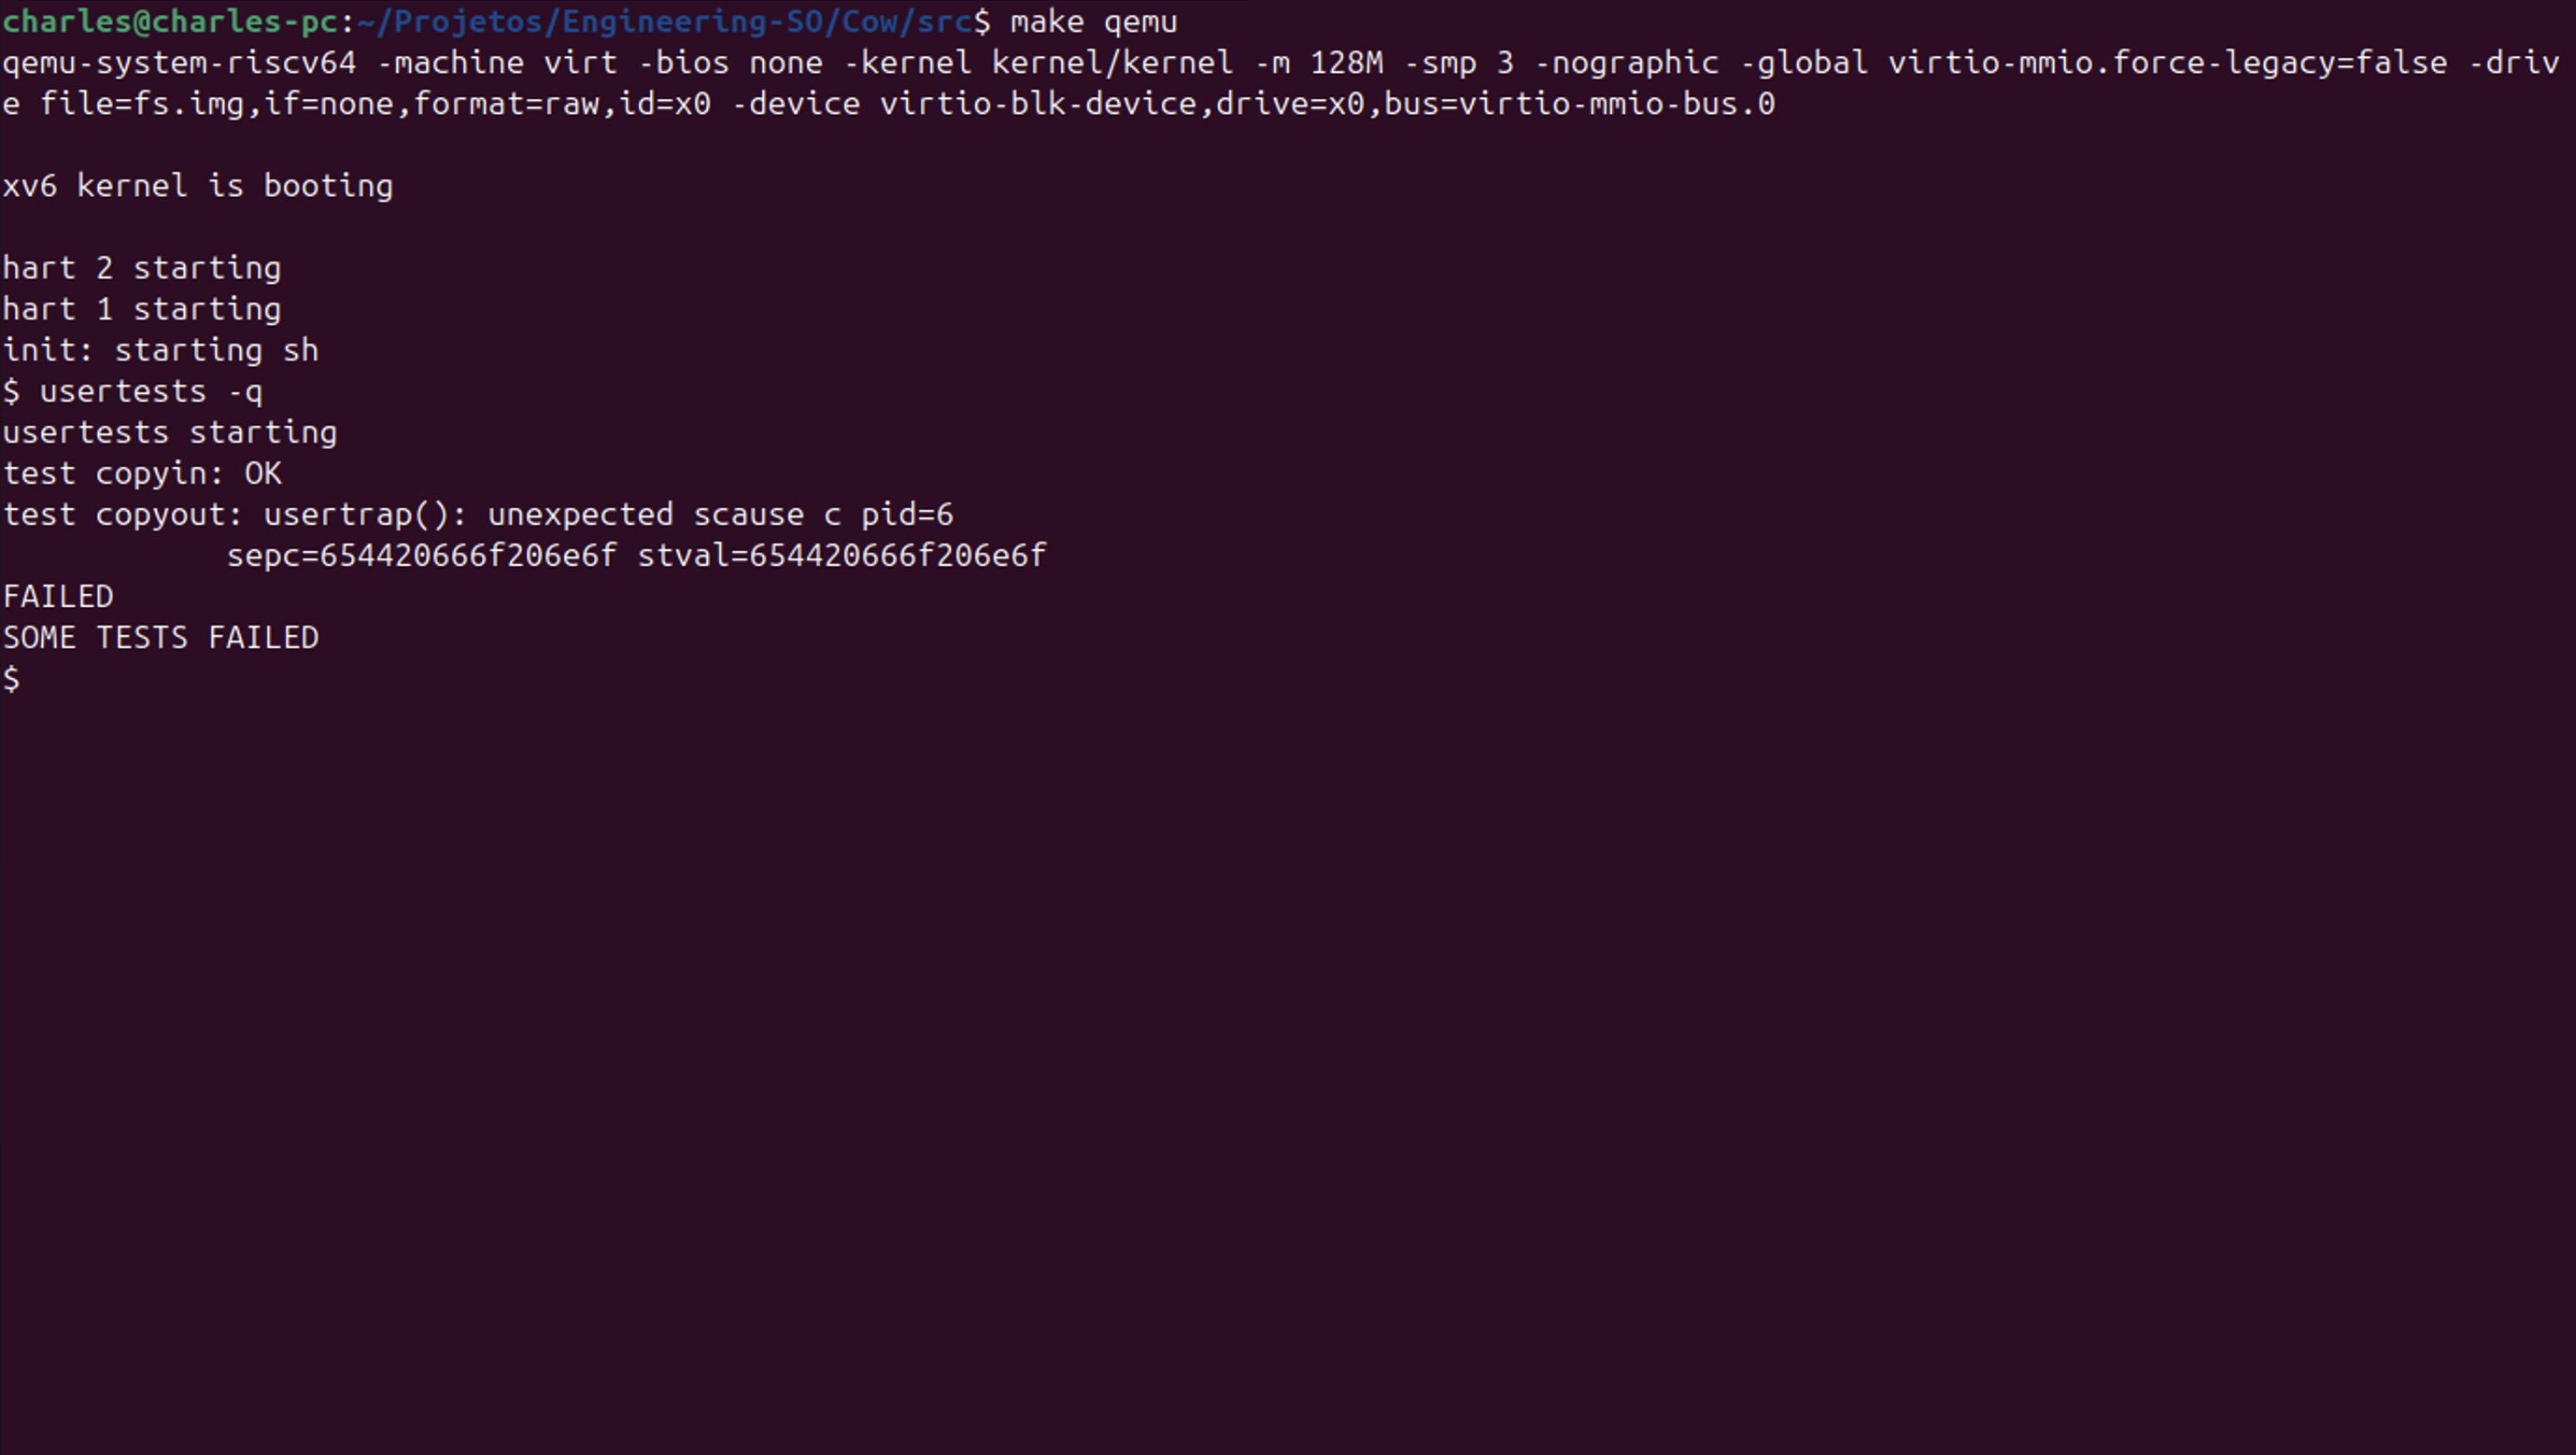 charles@charles-pc:~/Projetos/Engineering-SO/Cow/src$ make qemu
qemu-system-riscv64 -machine virt -bios none -kernel kernel/kernel -m 128M -smp 3 -nographic -global virtio-mmio.force-legacy=false -driv
e file=fs.img,if=none,format=raw,id=x0 -device virtio-blk-device,drive=x0,bus=virtio-mmio-bus.0
xv6 kernel is booting
hart 2 starting
hart 1 starting
init: starting sh
$ usertests -q
usertests starting
test copyin: OK
test copyout: usertrap(): unexpected scause c pid=6
            sepc=654420666f206e6f stval=654420666f206e6f
FAILED
SOME TESTS FAILED
$